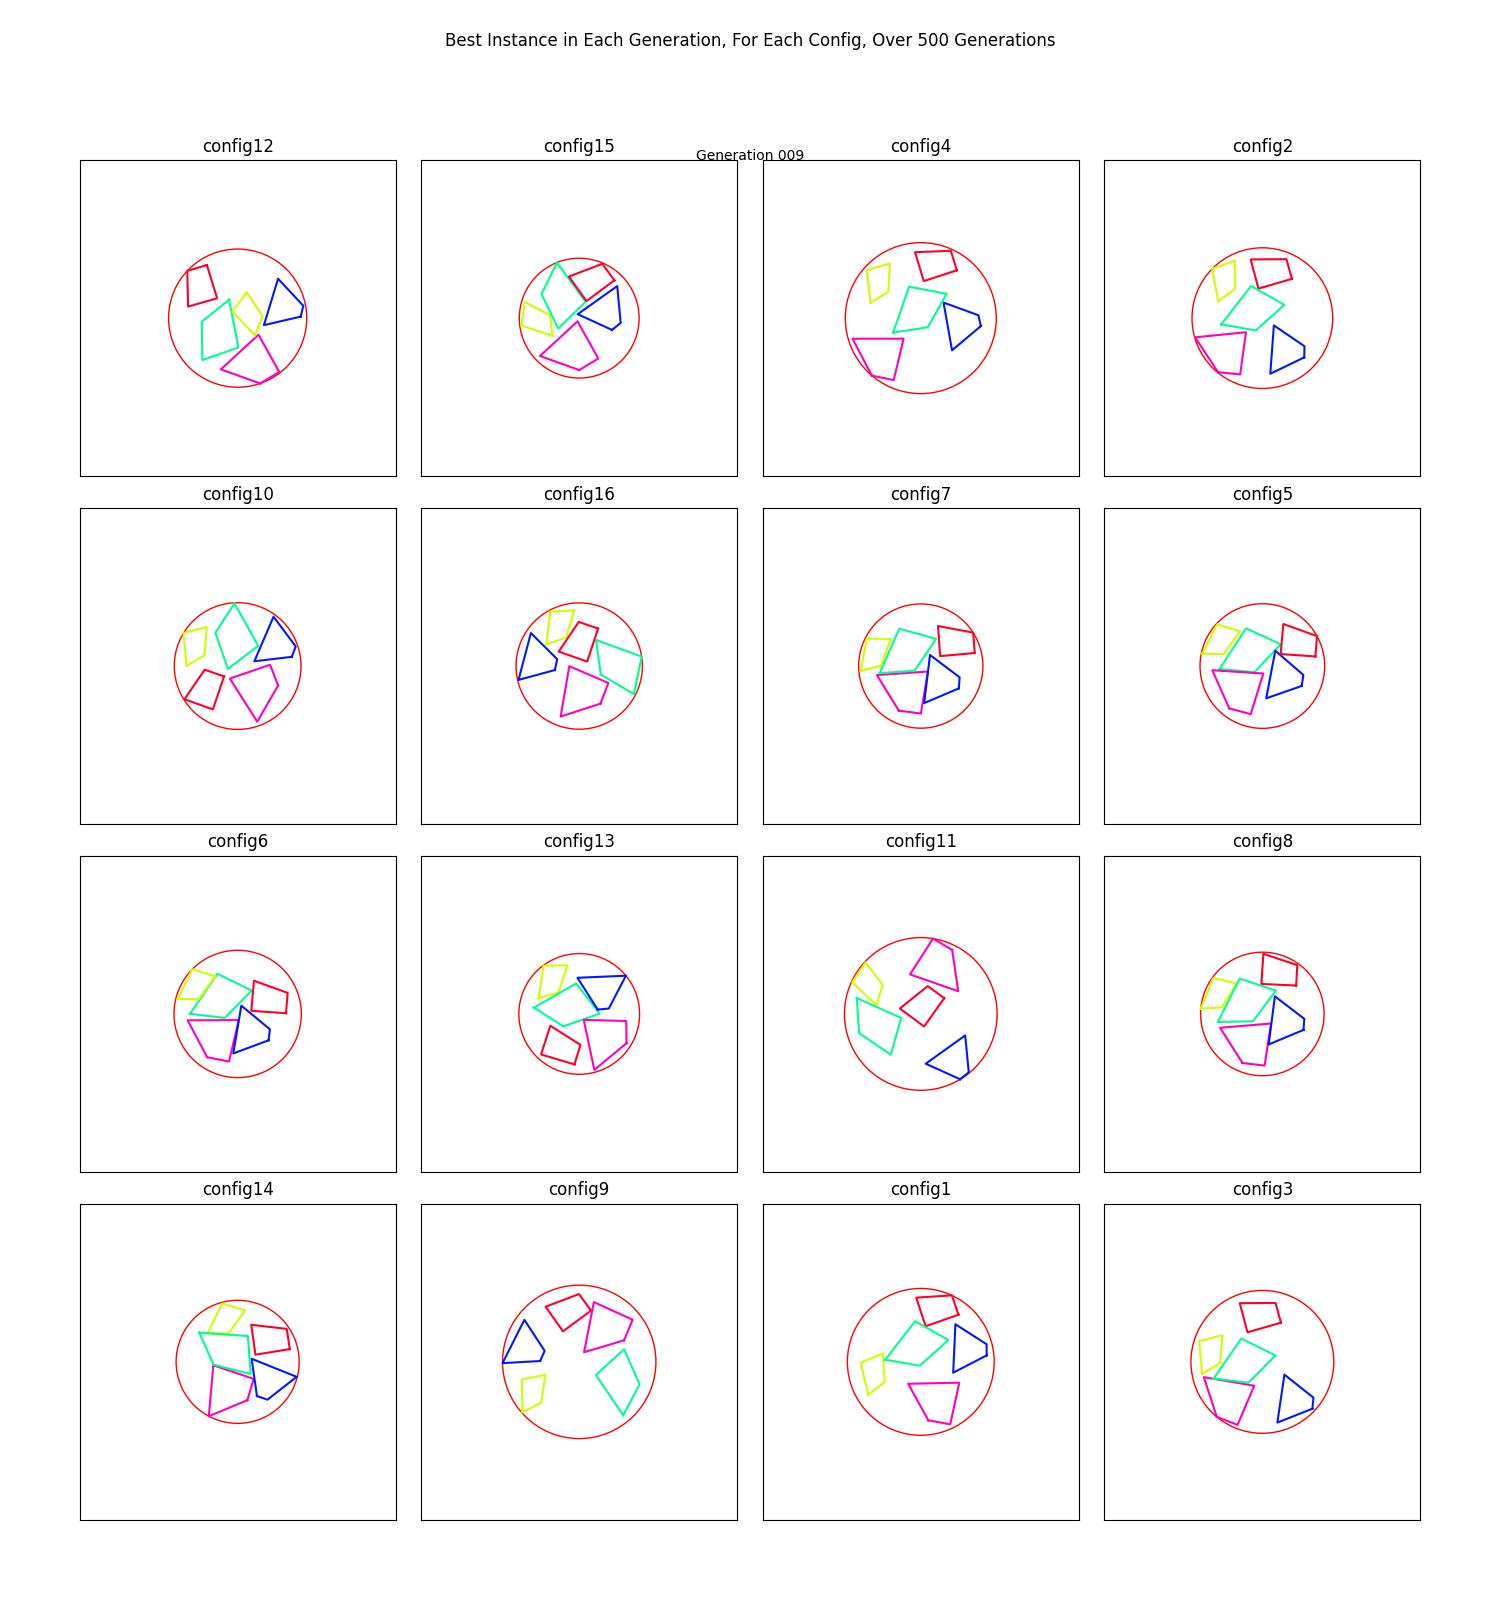 Best Instance in Each Generation, For Each Config, Over 500 Generations
config12
config15
config4
config2
Generation 009
config10
config16
config7
config5
config6
config13
config11
config8
config14
config9
config1
config3